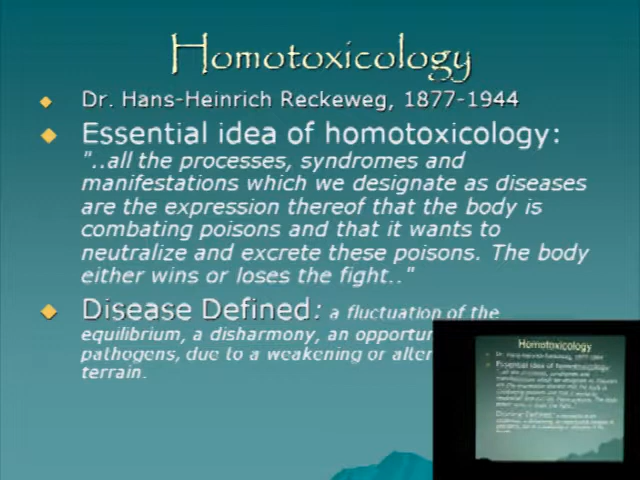 Homotoxicology
Dr. Hans-Heinrich Reckeweg, 1877-1944
Essential idea of homotoxicology:
"..all the processes, syndromes and
manifestations which we designate as diseases
are the expression thereof that the body is
combating poisons and that it wants to
neutralize and excrete these poisons. The body
either wins or loses the fight.."
Disease Defined: a fluctuation of the
equilibrium, a disharmony, an
pathogens, due to a weakening or
terrain.
Homotoxicology